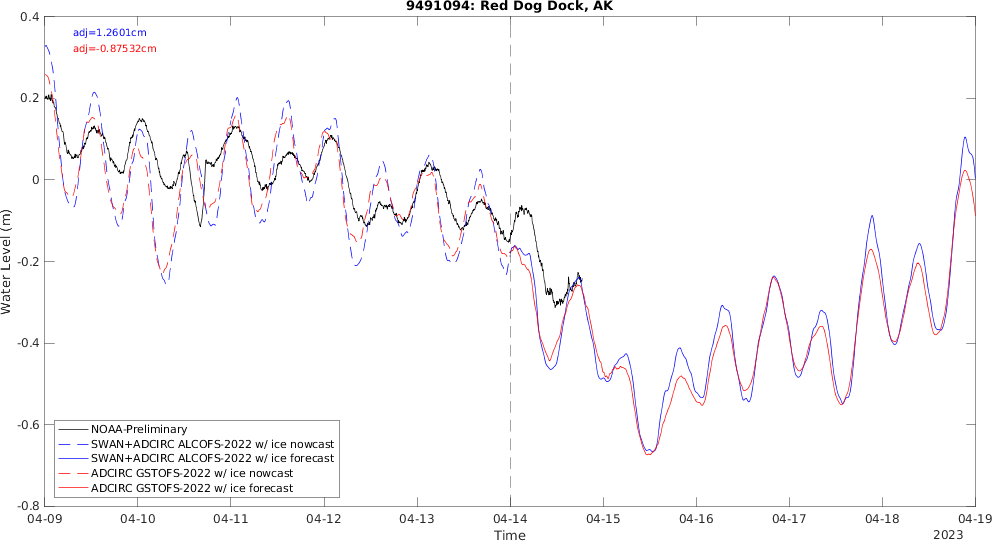 9491094: Red Dog Dock, AK
adj=1.2601cm
adj=-0.87532cm
0.4
0.2
0
-0.2
-0.4
-0.6
-0.8
Water Level (m)
NOAA-Preliminary
SWAN+ADCIRC ALCOFS-2022 w/ ice nowcast
SWAN+ADCIRC ALCOFS-2022 w/ ice forecast
ADCIRC GSTOFS-2022 w/ ice nowcast
ADCIRC GSTOFS-2022 w/ ice forecast
04-09 04-10 04-11 04-12 04-13 04-14 04-15 04-16 04-17 04-18 04-19
Time
2023